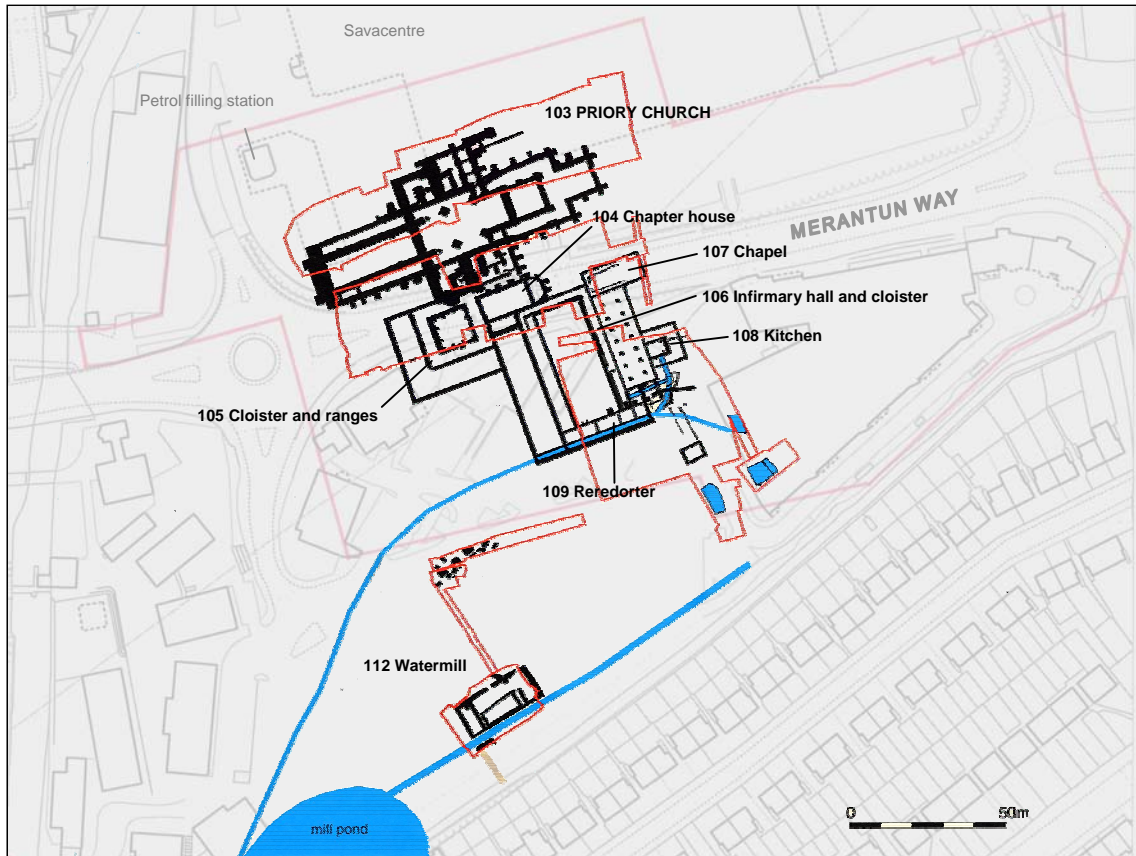 Savacentre
Petrol filling station
103 PRIORY CHURCH
MERANTUN WAY
104 Chapter house
107 Chapel
106 Infirmary hall and cloister
108 Kitchen
105 Cloister and ranges
109 Reredorter
112 Watermill
mill pond
0 50m